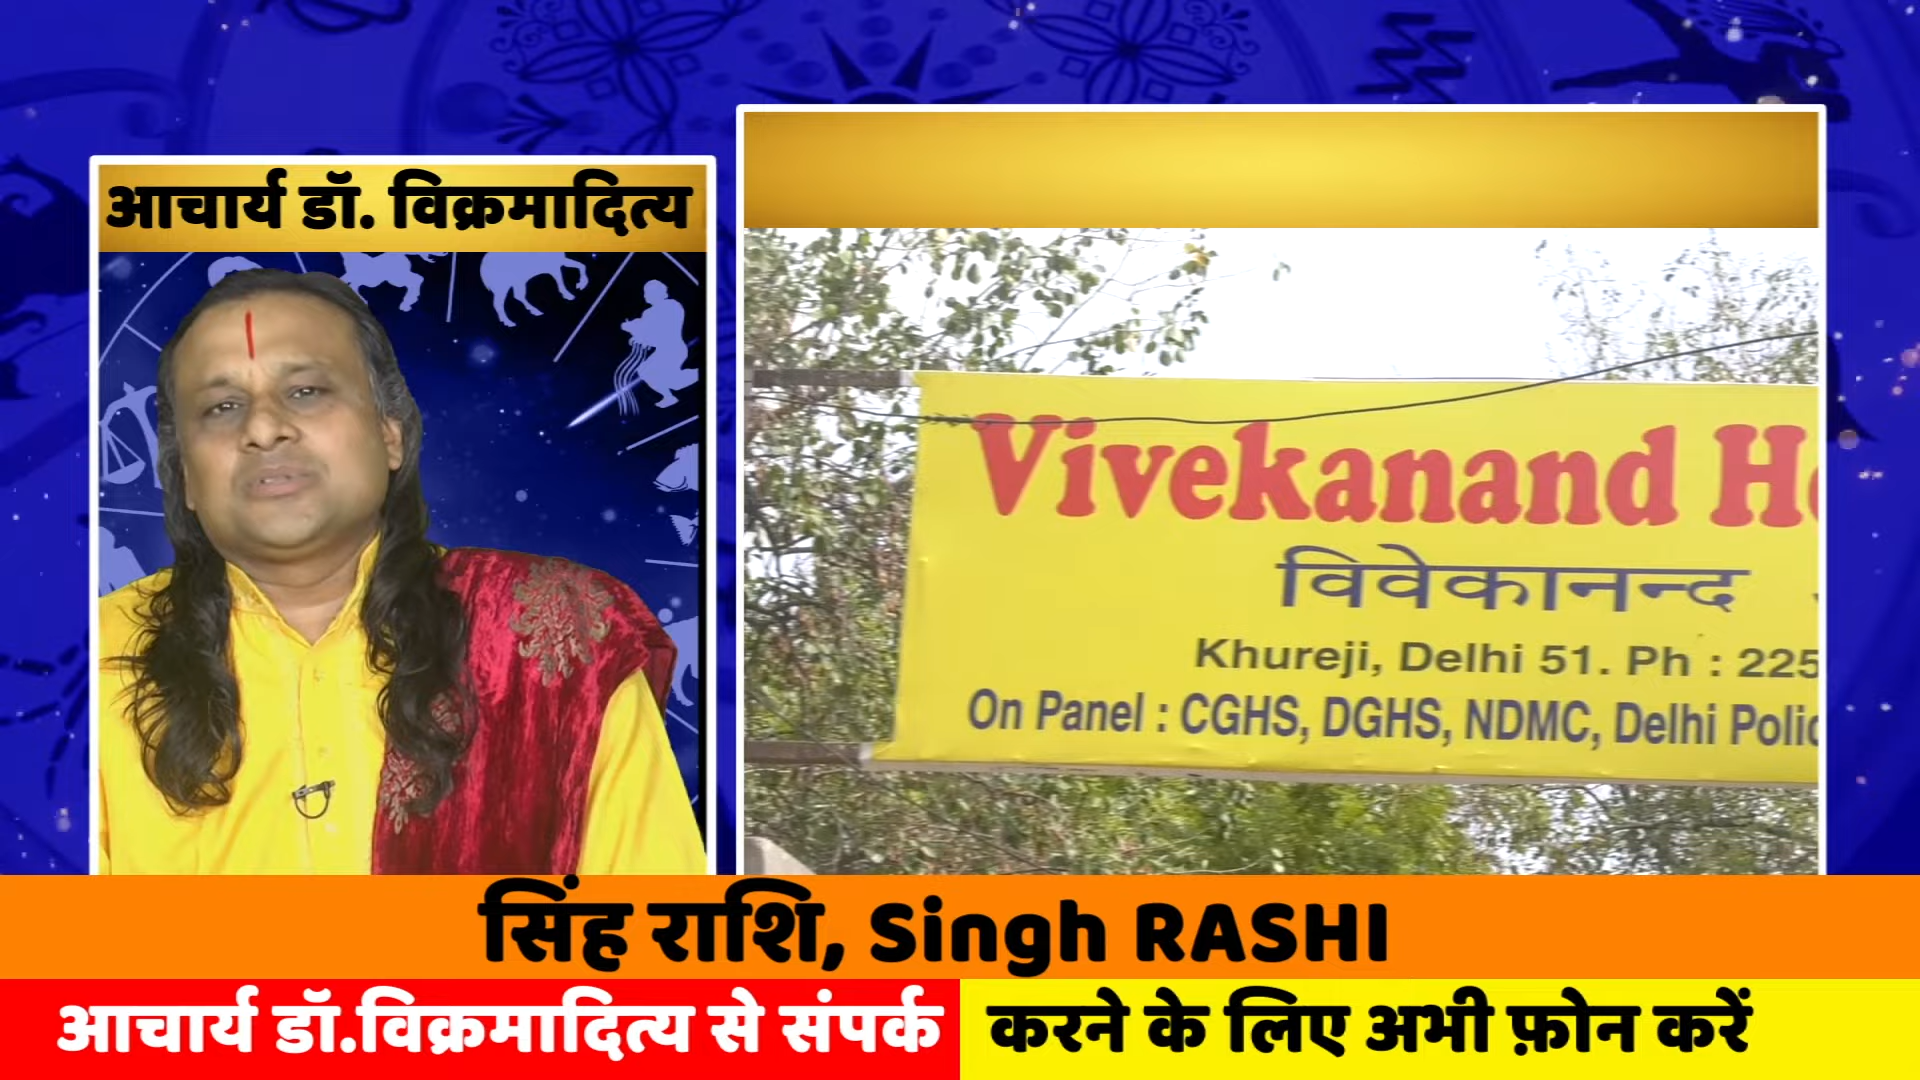 आचार्य डॉ. विक्रमादित्य
Vivekanand
विवेकानन्द
Khureji, Delhi 51. Ph : 225
On Panel : CGHS, DGHS, NDMC, Delhi
सिंह राशि, Singh RASHI
आचार्य डॉ.विक्रमादित्य से संपर्क करने के लिए अभी फ़ोन करें